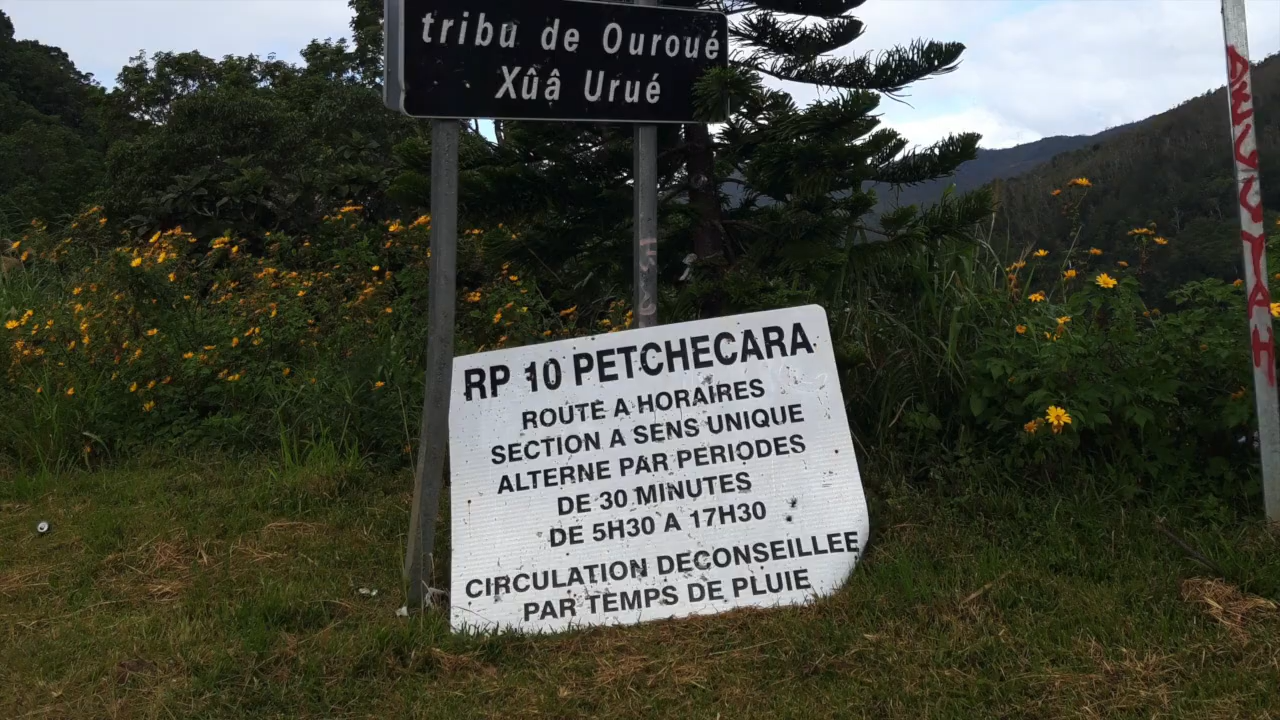 tribu de Ouroué
Xûâ Urué
RP 10 PETCHECARA
ROUTE A HORAIRES
SECTION A SENS UNIQUE
ALTERNE PAR PERIODES
DE 30 MINUTES
DE 5H30 A 17H30
CIRCULATION DECONSEILLEE
PAR TEMPS DE PLUIE